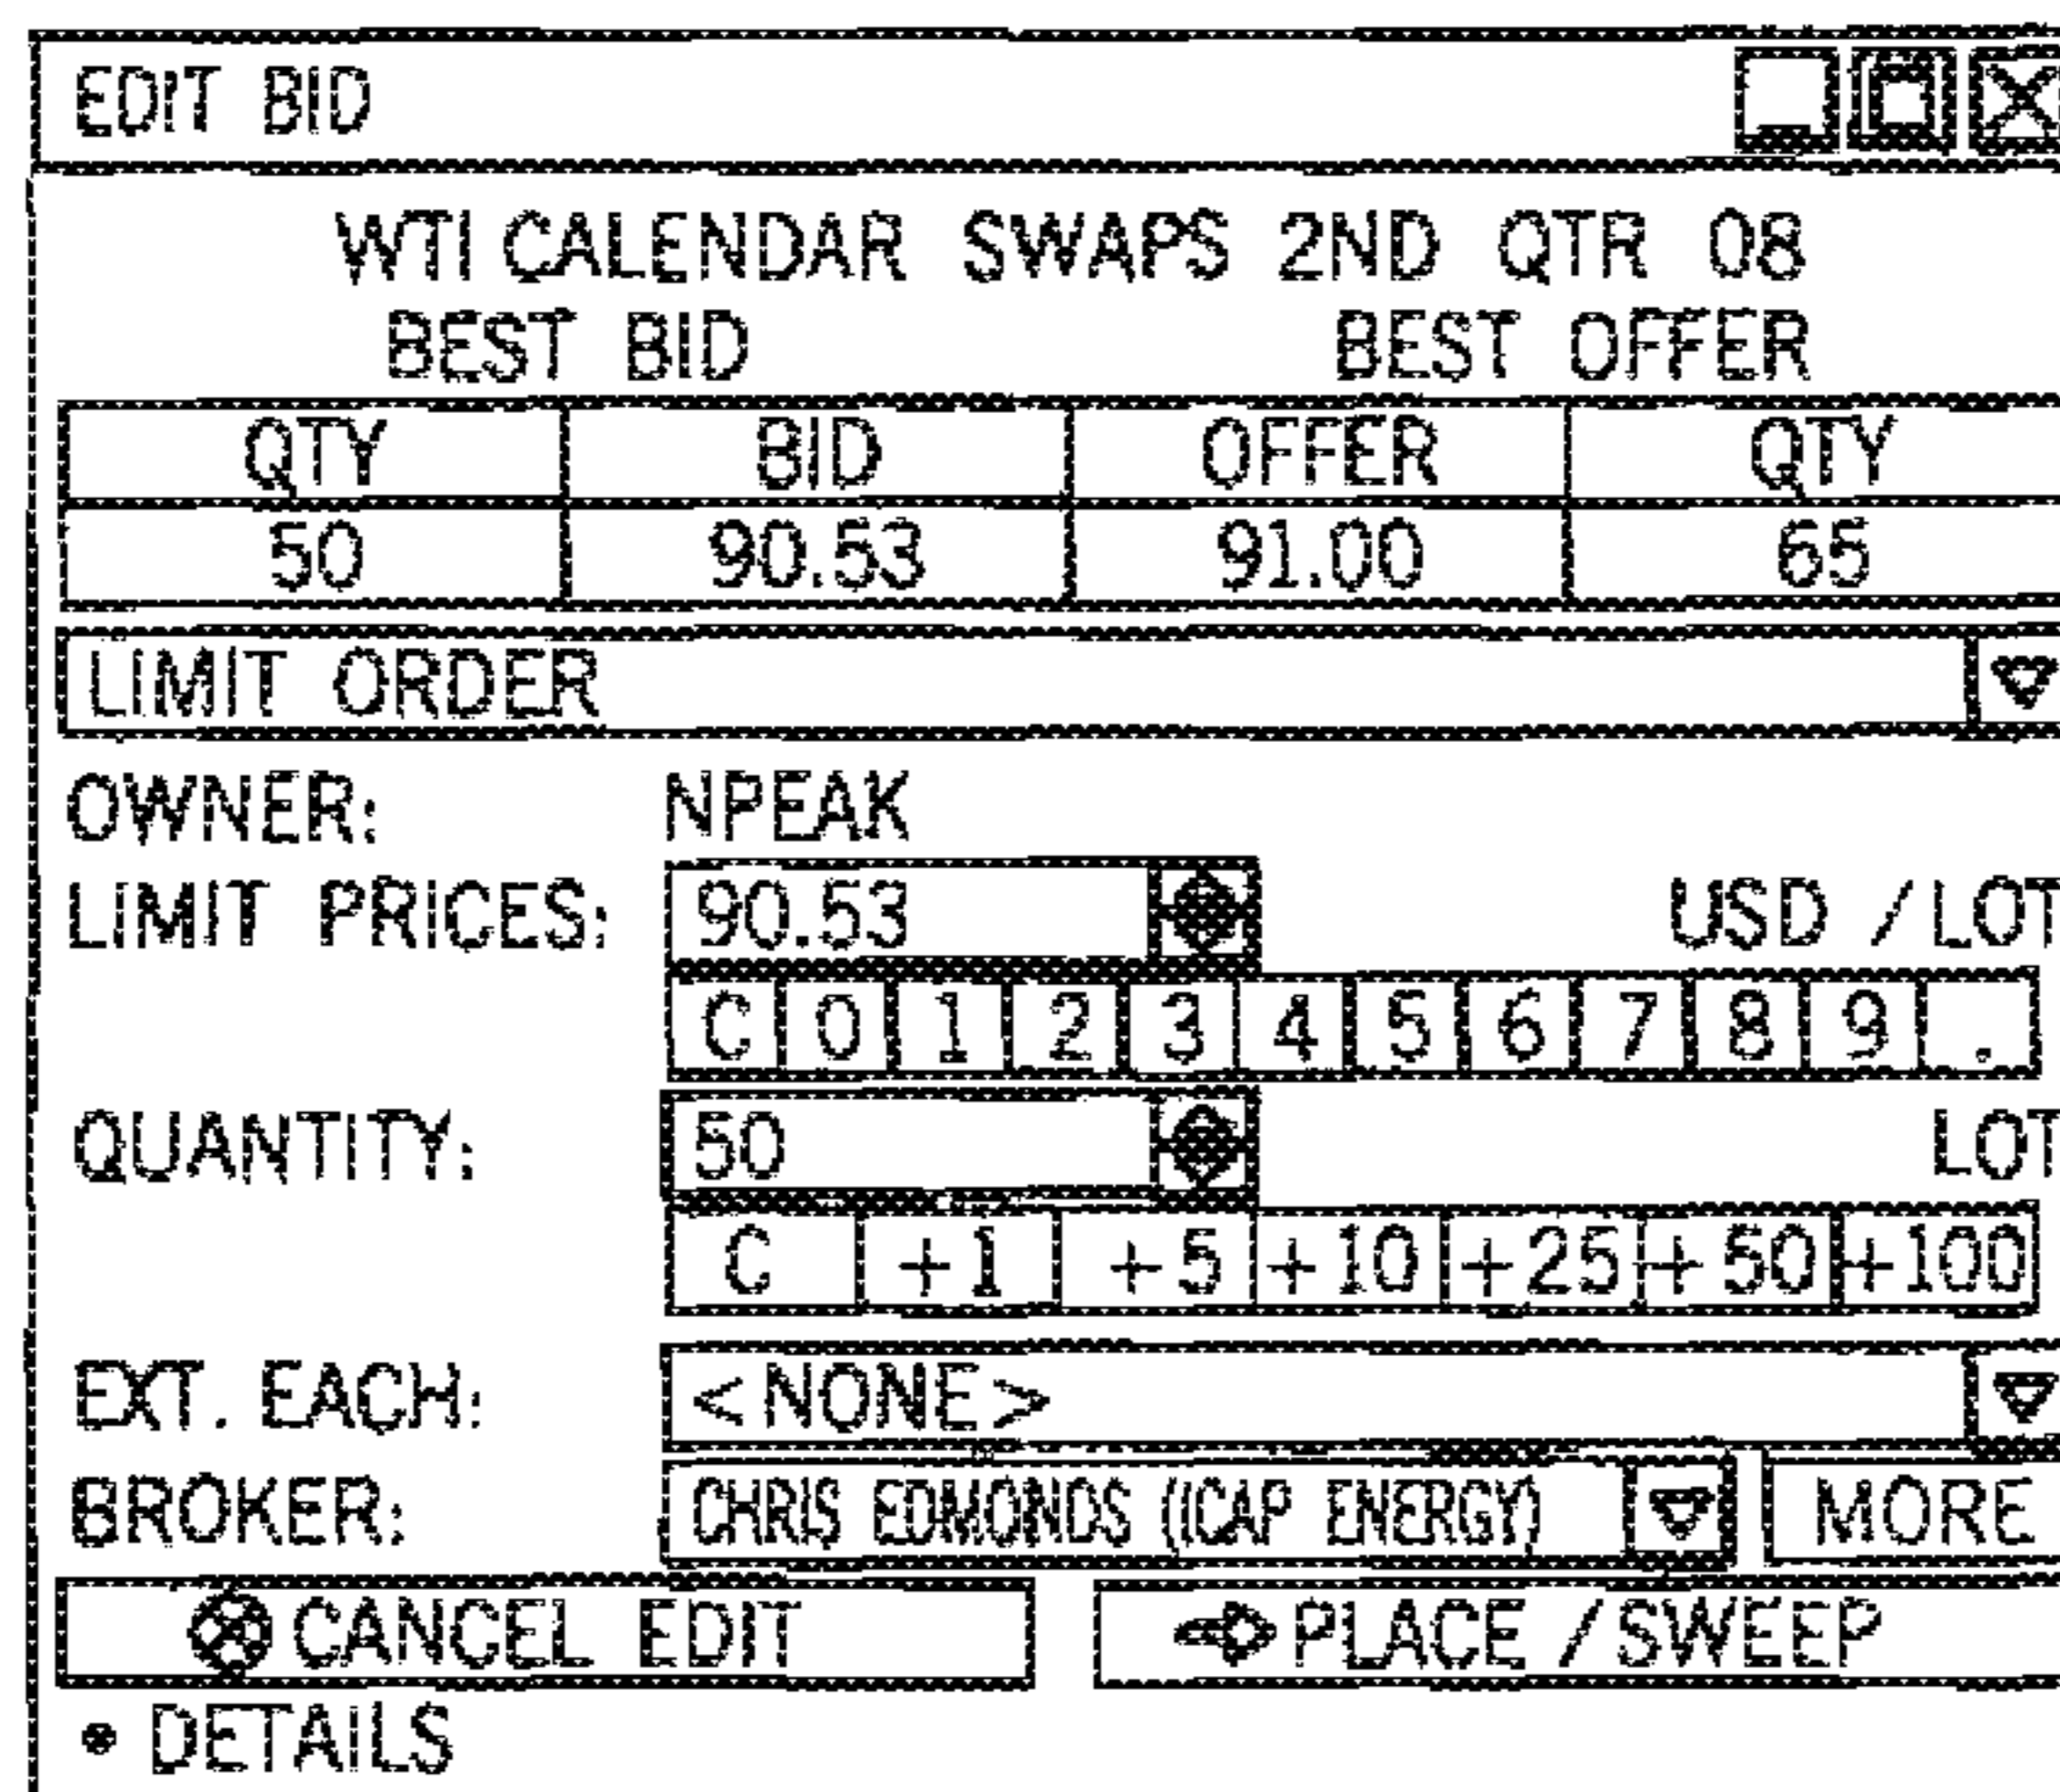 EDIT BID
WTI CALENDAR SWAPS 2ND QTR 08
BEST BID BEST OFFER
QTY BID OFFER QTY
50 90.53 91.00 65
LIMIT ORDER
OWNER: NPEAK
LIMIT PRICES: 90.53 USD / LOT
C 0 1 2 3 4 5 6 7 8 9 .
QUANTITY: 50 LOT
C +1 +5 +10 +25 +50 +100
EXT. EACH: <NONE>
BROKER: CHRIS EDMONDS (ICAP ENERGY) MORE
CANCEL EDIT PLACE / SWEEP
• DETAILS